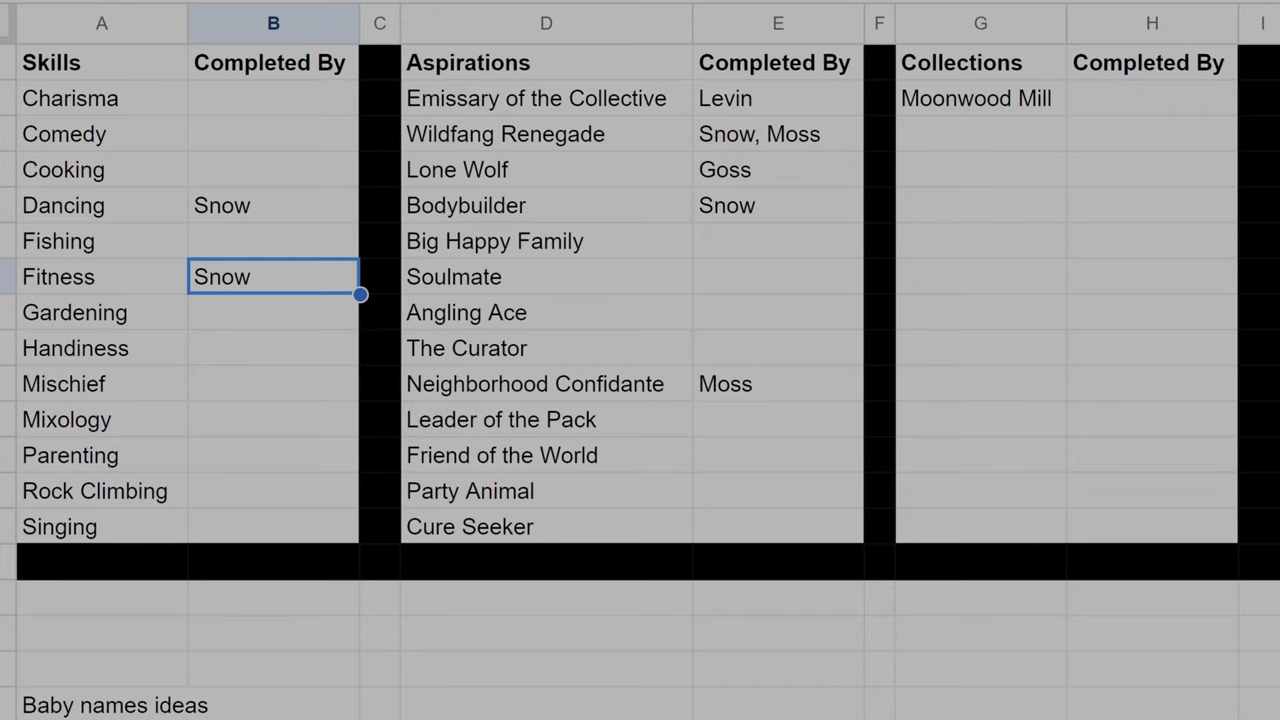 A B C D E F G H I
Skills Completed By Aspirations Completed By Collections Completed By
Charisma Emissary of the Collective Levin Moonwood Mill
Comedy Wildfang Renegade Snow, Moss
Cooking Lone Wolf Goss
Dancing Snow Bodybuilder Snow
Fishing Big Happy Family
Fitness Snow Soulmate
Gardening Angling Ace
Handiness The Curator
Mischief Neighborhood Confidante Moss
Mixology Leader of the Pack
Parenting Friend of the World
Rock Climbing Party Animal
Singing Cure Seeker
Baby names ideas